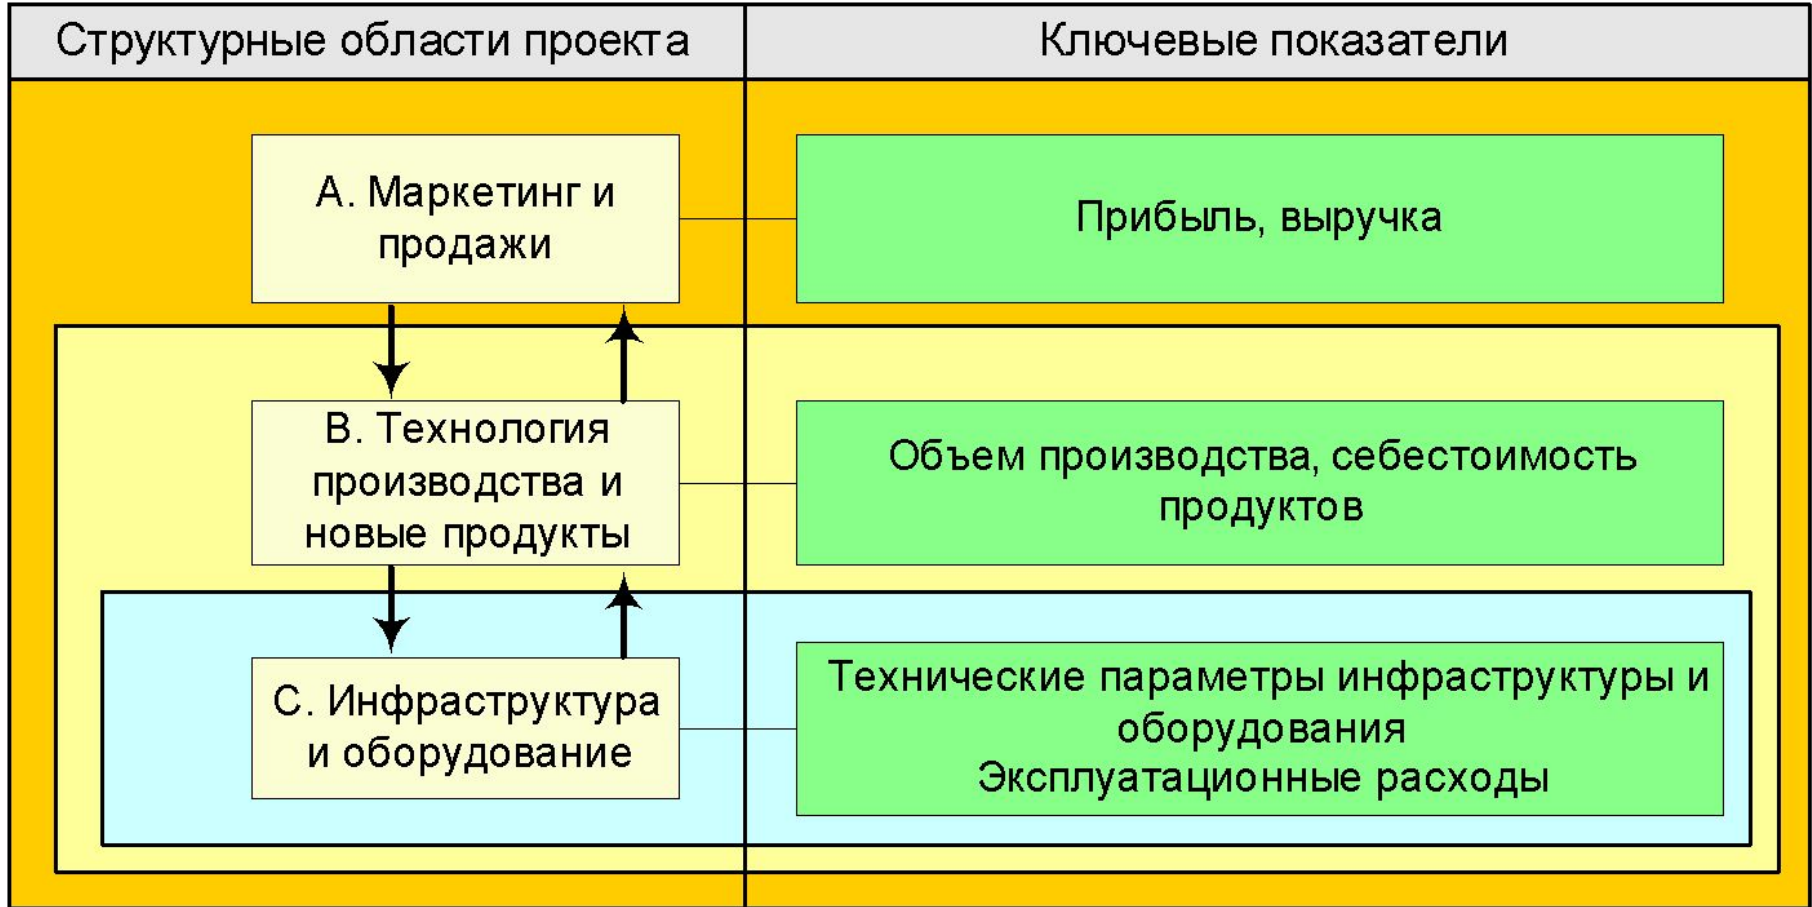 Структурные области проекта
Ключевые показатели
А. Маркетинг и
продажи
Прибыль, выручка
В. Технология
производства и
новые продукты
Объем производства, себестоимость
продуктов
С. Инфраструктура
и оборудование
Технические параметры инфраструктуры и
оборудования
Эксплуатационные расходы